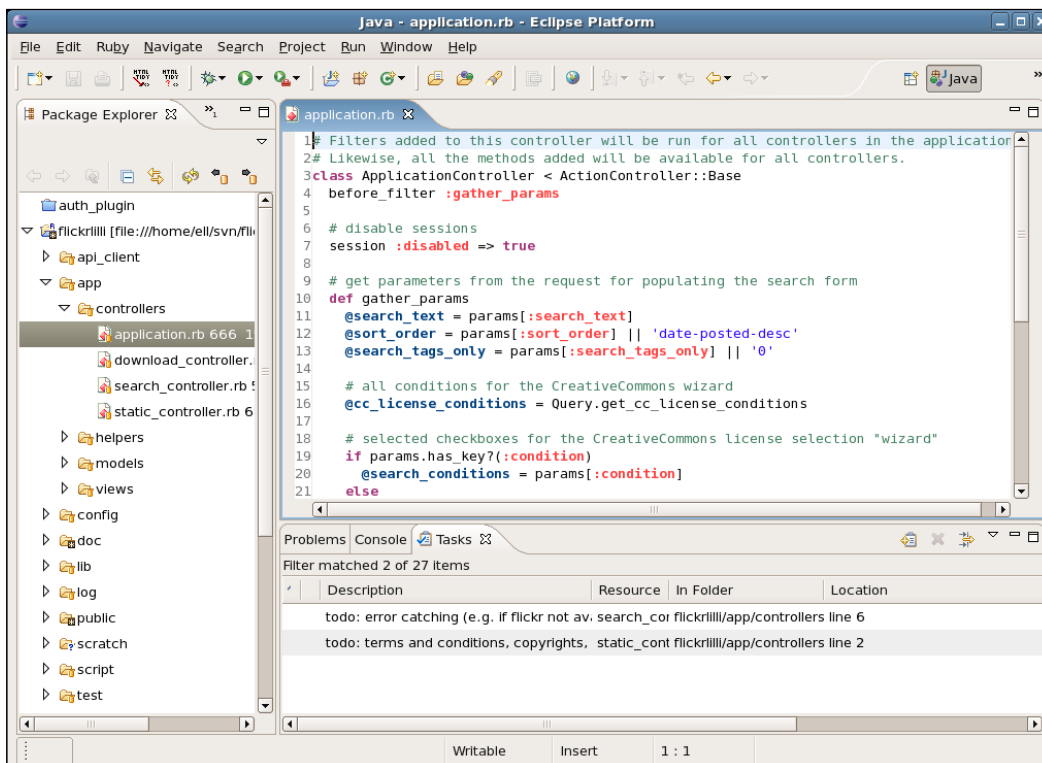 Java - application.rb - Eclipse Platform
File Edit Ruby Navigate Search Project Run Window Help
HTML TIDY HTML TIDY Java »
Package Explorer »1
auth_plugin
flickrlilli [file:///home/ell/svn/fli
api_client
app
controllers
application.rb 666 1
download_controller.
search_controller.rb 5
static_controller.rb 6
helpers
models
views
config
doc
lib
log
public
scratch
script
test
application.rb
1 # Filters added to this controller will be run for all controllers in the application
2 # Likewise, all the methods added will be available for all controllers.
3 class ApplicationController < ActionController::Base
4 before_filter :gather_params
5
6 # disable sessions
7 session :disabled => true
8
9 # get parameters from the request for populating the search form
10 def gather_params
11 @search_text = params[:search_text]
12 @sort_order = params[:sort_order] || 'date-posted-desc'
13 @search_tags_only = params[:search_tags_only] || '0'
14
15 # all conditions for the CreativeCommons wizard
16 @cc_license_conditions = Query.get_cc_license_conditions
17
18 # selected checkboxes for the CreativeCommons license selection "wizard"
19 if params.has_key?(:condition)
20 @search_conditions = params[:condition]
21 else
Problems Console Tasks
Filter matched 2 of 27 items
Description Resource In Folder Location
todo: error catching (e.g. if flickr not av. search_cor flickrlilli/app/controllers line 6
todo: terms and conditions, copyrights, static_cont flickrlilli/app/controllers line 2
Writable Insert 1 : 1